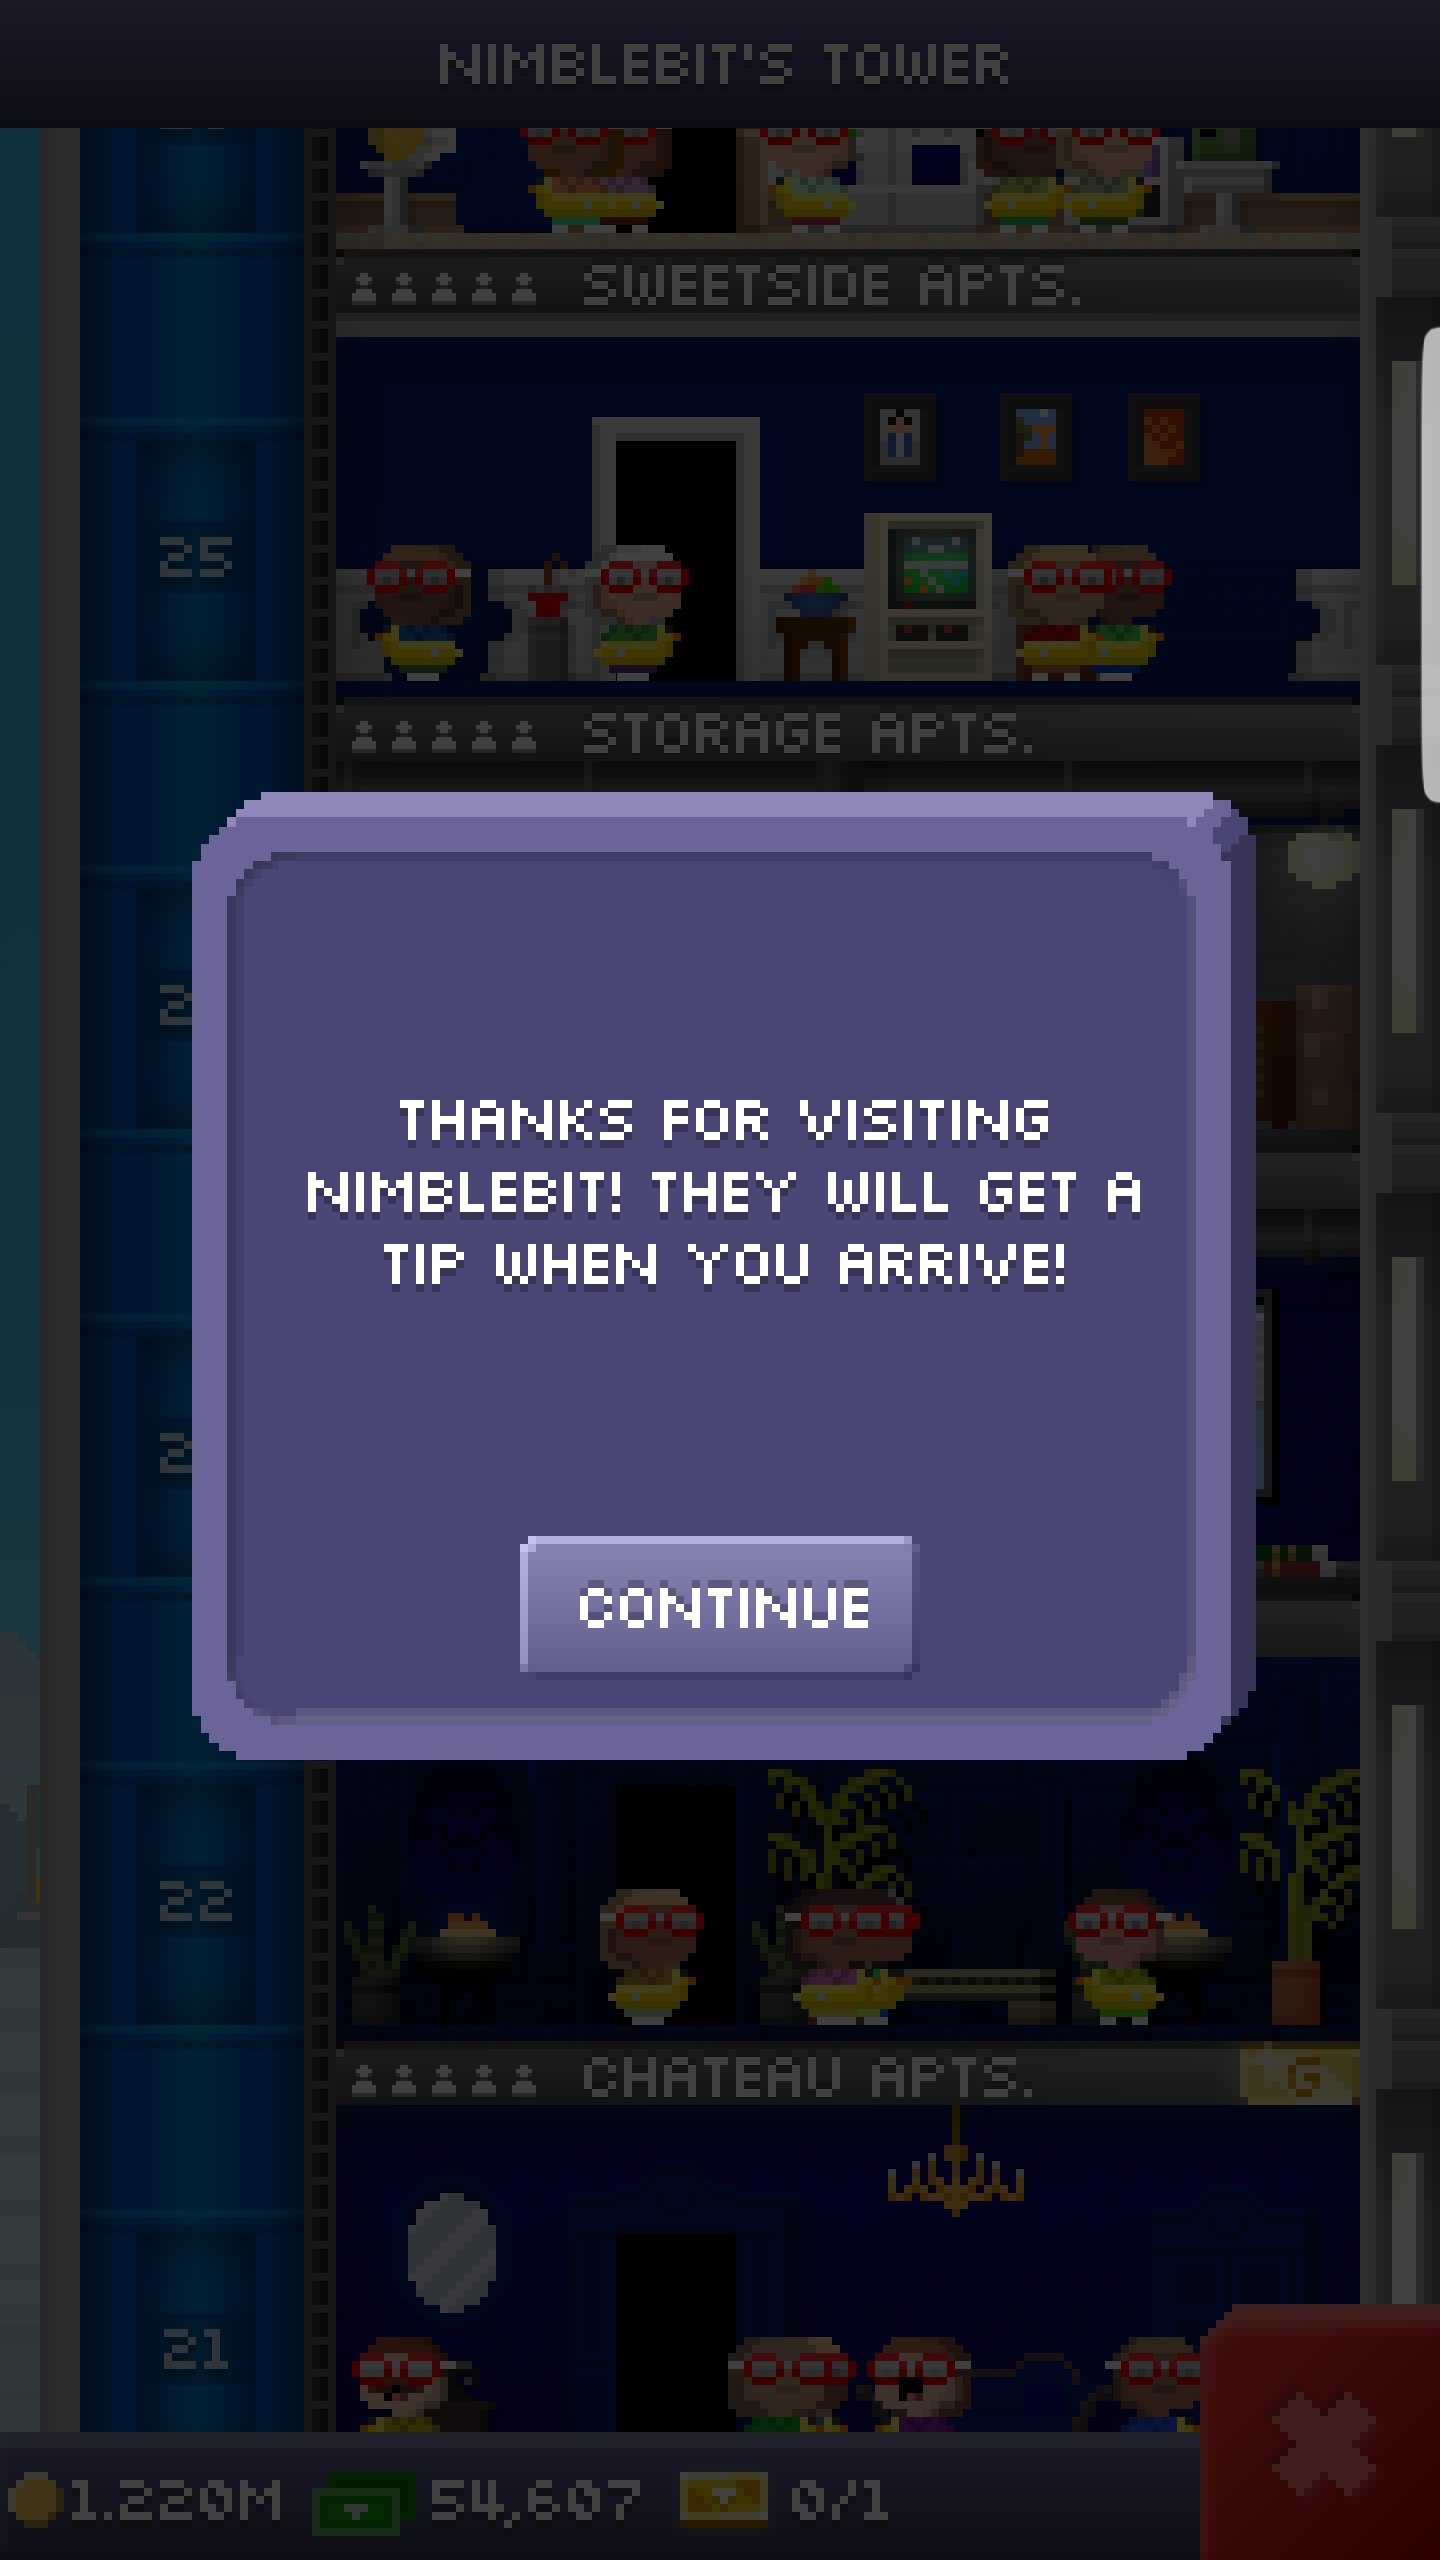 NIMBLEBIT'S TOWER
SWEETSIDE APTS.
25
STORAGE APTS.
THANKS FOR VISITING
NIMBLEBIT! THEY WILL GET A
TIP WHEN YOU ARRIVE!
CONTINUE
22
CHATEAU APTS.
G
21
1.220M 54,607 0/1